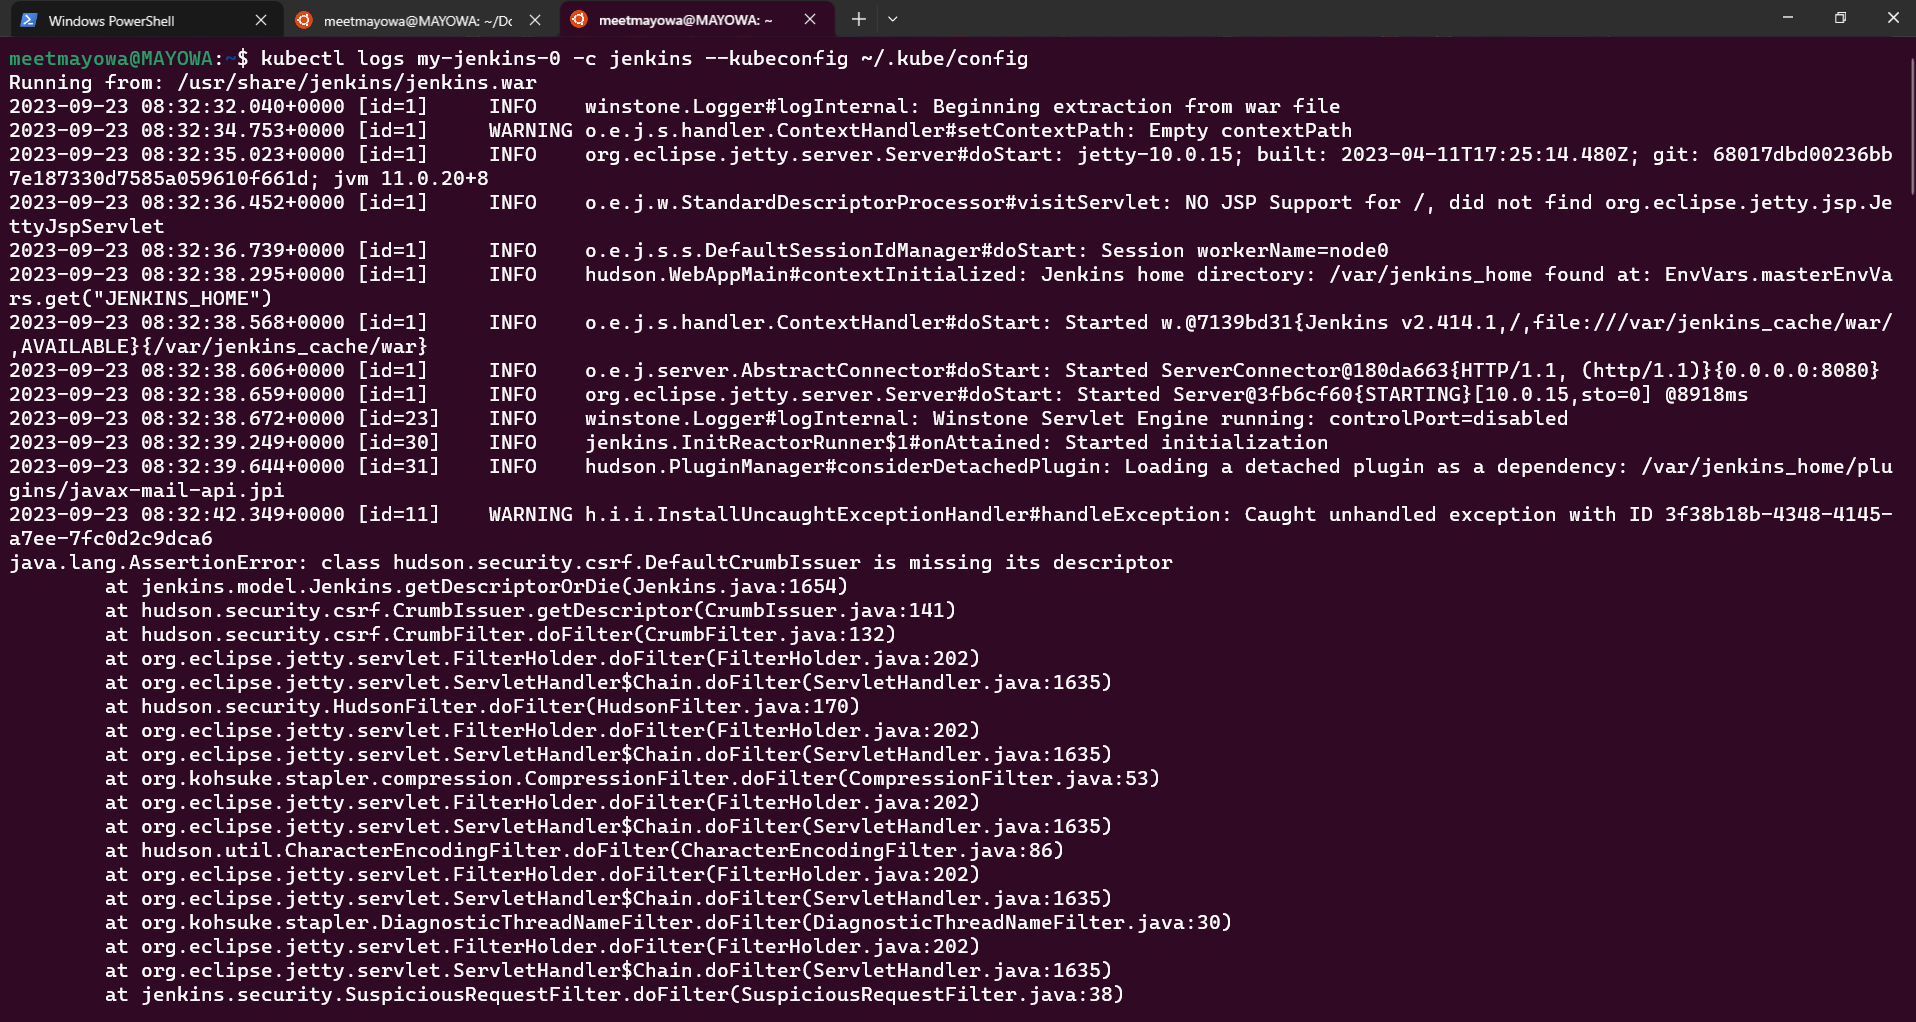 Windows PowerShell
meetmayowa@MAYOWA: ~/Dc
meetmayowa@MAYOWA: ~
meetmayowa@MAYOWA:~$ kubectl logs my-jenkins-0 -c jenkins --kubeconfig ~/.kube/config
Running from: /usr/share/jenkins/jenkins.war
2023-09-23 08:32:32.040+0000 [id=1]     INFO    winstone.Logger#logInternal: Beginning extraction from war file
2023-09-23 08:32:34.753+0000 [id=1]     WARNING o.e.j.s.handler.ContextHandler#setContextPath: Empty contextPath
2023-09-23 08:32:35.023+0000 [id=1]     INFO    org.eclipse.jetty.server.Server#doStart: jetty-10.0.15; built: 2023-04-11T17:25:14.480Z; git: 68017dbd00236bb
7e187330d7585a059610f661d; jvm 11.0.20+8
2023-09-23 08:32:36.452+0000 [id=1]     INFO    o.e.j.w.StandardDescriptorProcessor#visitServlet: NO JSP Support for /, did not find org.eclipse.jetty.jsp.Je
ttyJspServlet
2023-09-23 08:32:36.739+0000 [id=1]     INFO    o.e.j.s.s.DefaultSessionIdManager#doStart: Session workerName=node0
2023-09-23 08:32:38.295+0000 [id=1]     INFO    hudson.WebAppMain#contextInitialized: Jenkins home directory: /var/jenkins_home found at: EnvVars.masterEnvVa
rs.get("JENKINS_HOME")
2023-09-23 08:32:38.568+0000 [id=1]     INFO    o.e.j.s.handler.ContextHandler#doStart: Started w.@7139bd31{Jenkins v2.414.1,/,file:///var/jenkins_cache/war/
,AVAILABLE}{/var/jenkins_cache/war}
2023-09-23 08:32:38.606+0000 [id=1]     INFO    o.e.j.server.AbstractConnector#doStart: Started ServerConnector@180da663{HTTP/1.1, (http/1.1)}{0.0.0.0:8080}
2023-09-23 08:32:38.659+0000 [id=1]     INFO    org.eclipse.jetty.server.Server#doStart: Started Server@3fb6cf60{STARTING}[10.0.15,sto=0] @8918ms
2023-09-23 08:32:38.672+0000 [id=23]    INFO    winstone.Logger#logInternal: Winstone Servlet Engine running: controlPort=disabled
2023-09-23 08:32:39.249+0000 [id=30]    INFO    jenkins.InitReactorRunner$1#onAttained: Started initialization
2023-09-23 08:32:39.644+0000 [id=31]    INFO    hudson.PluginManager#considerDetachedPlugin: Loading a detached plugin as a dependency: /var/jenkins_home/plu
gins/javax-mail-api.jpi
2023-09-23 08:32:42.349+0000 [id=11]    WARNING h.i.i.InstallUncaughtExceptionHandler#handleException: Caught unhandled exception with ID 3f38b18b-4348-4145-
a7ee-7fc0d2c9dca6
java.lang.AssertionError: class hudson.security.csrf.DefaultCrumbIssuer is missing its descriptor
        at jenkins.model.Jenkins.getDescriptorOrDie(Jenkins.java:1654)
        at hudson.security.csrf.CrumbIssuer.getDescriptor(CrumbIssuer.java:141)
        at hudson.security.csrf.CrumbFilter.doFilter(CrumbFilter.java:132)
        at org.eclipse.jetty.servlet.FilterHolder.doFilter(FilterHolder.java:202)
        at org.eclipse.jetty.servlet.ServletHandler$Chain.doFilter(ServletHandler.java:1635)
        at hudson.security.HudsonFilter.doFilter(HudsonFilter.java:170)
        at org.eclipse.jetty.servlet.FilterHolder.doFilter(FilterHolder.java:202)
        at org.eclipse.jetty.servlet.ServletHandler$Chain.doFilter(ServletHandler.java:1635)
        at org.kohsuke.stapler.compression.CompressionFilter.doFilter(CompressionFilter.java:53)
        at org.eclipse.jetty.servlet.FilterHolder.doFilter(FilterHolder.java:202)
        at org.eclipse.jetty.servlet.ServletHandler$Chain.doFilter(ServletHandler.java:1635)
        at hudson.util.CharacterEncodingFilter.doFilter(CharacterEncodingFilter.java:86)
        at org.eclipse.jetty.servlet.FilterHolder.doFilter(FilterHolder.java:202)
        at org.eclipse.jetty.servlet.ServletHandler$Chain.doFilter(ServletHandler.java:1635)
        at org.kohsuke.stapler.DiagnosticThreadNameFilter.doFilter(DiagnosticThreadNameFilter.java:30)
        at org.eclipse.jetty.servlet.FilterHolder.doFilter(FilterHolder.java:202)
        at org.eclipse.jetty.servlet.ServletHandler$Chain.doFilter(ServletHandler.java:1635)
        at jenkins.security.SuspiciousRequestFilter.doFilter(SuspiciousRequestFilter.java:38)